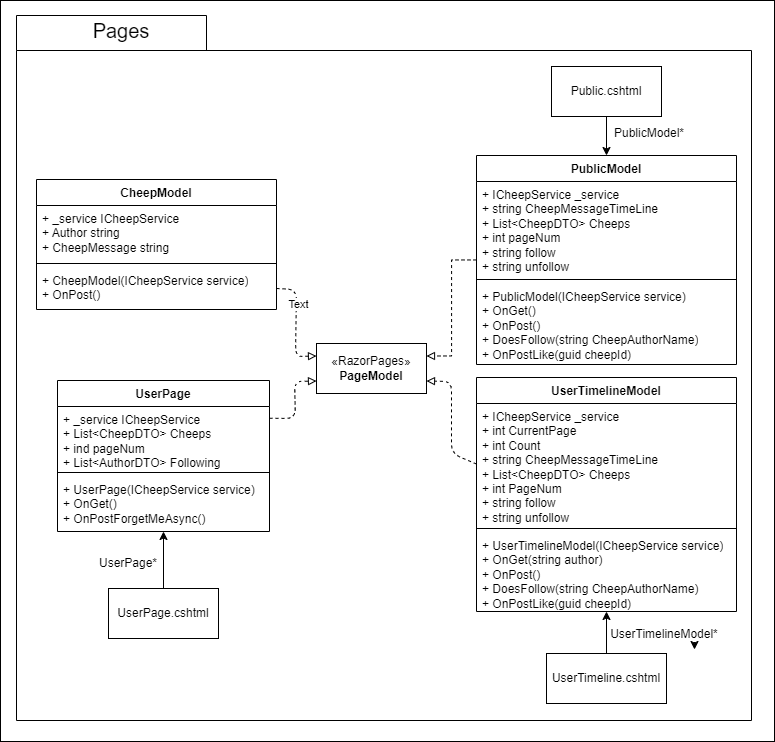 Pages
Public.cshtml
PublicModel*
PublicModel
+ ICheepService _service
+ string CheepMessageTimeLine
+ List<CheepDTO> Cheeps
+ int pageNum
+ string follow
+ string unfollow
+ PublicModel(ICheepService service)
+ OnGet()
+ OnPost()
+ DoesFollow(string CheepAuthorName)
+ OnPostLike(guid cheepId)
CheepModel
+ _service ICheepService
+ Author string
+ CheepMessage string
+ CheepModel(ICheepService service)
+ OnPost()
Text
«RazorPages»
PageModel
UserPage
+ _service ICheepService
+ List<CheepDTO> Cheeps
+ ind pageNum
+ List<AuthorDTO> Following
+ UserPage(ICheepService service)
+ OnGet()
+ OnPostForgetMeAsync()
UserPage*
UserPage.cshtml
UserTimelineModel
+ ICheepService _service
+ int CurrentPage
+ int Count
+ string CheepMessageTimeLine
+ List<CheepDTO> Cheeps
+ int PageNum
+ string follow
+ string unfollow
+ UserTimelineModel(ICheepService service)
+ OnGet(string author)
+ OnPost()
+ DoesFollow(string CheepAuthorName)
+ OnPostLike(guid cheepId)
UserTimelineModel*
UserTimeline.cshtml